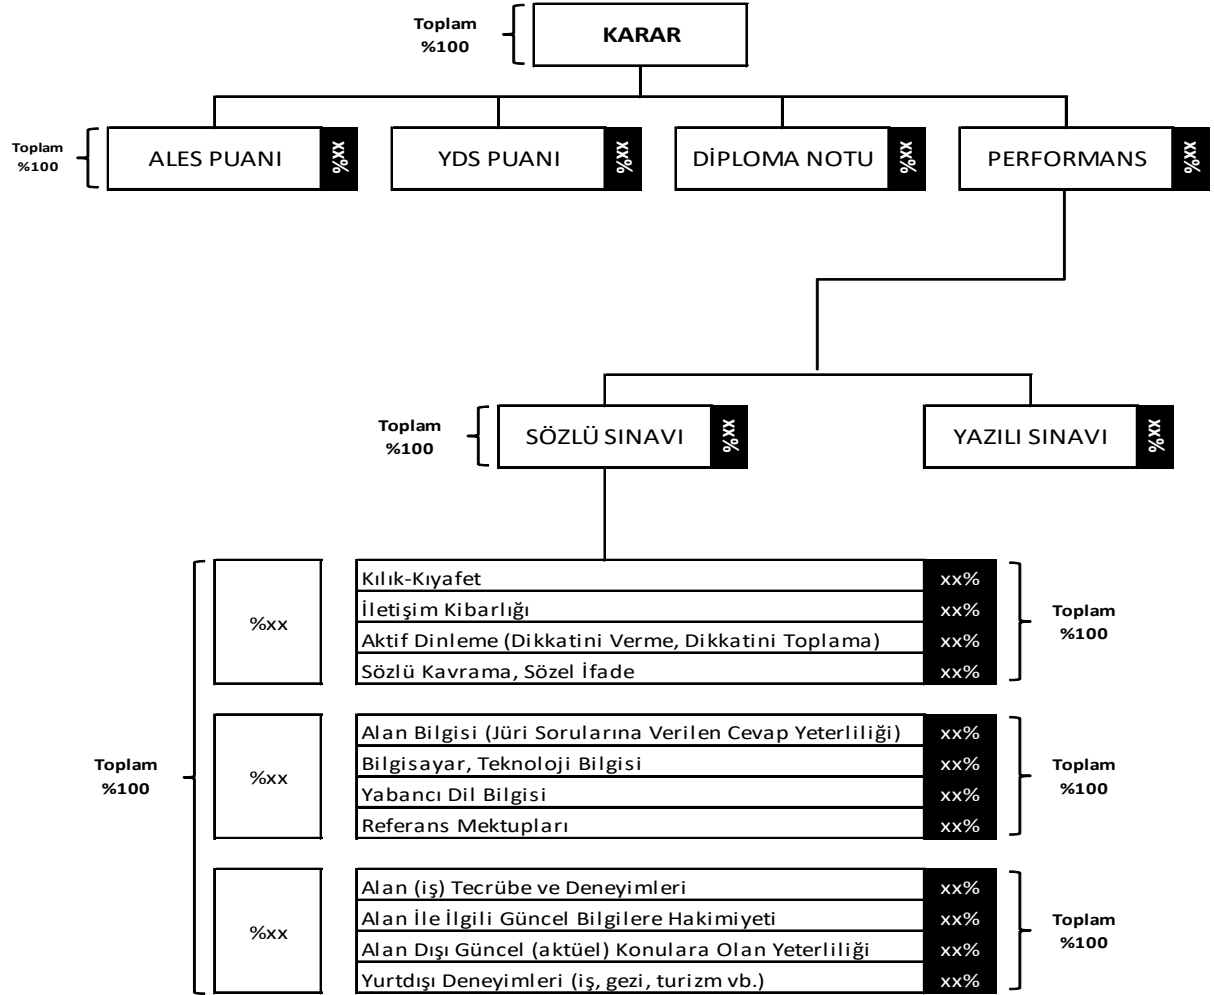 Toplam
%100
KARAR
Toplam
%100
ALES PUANI
xx%
YDS PUANI
xx%
DİPLOMA NOTU
xx%
PERFORMANS
xx%
Toplam
%100
SÖZLÜ SINAVI
xx%
YAZILI SINAVI
xx%
Toplam
%100
%xx
Kılık-Kıyafet xx%
İletişim Kibarlığı xx%
Aktif Dinleme (Dikkatini Verme, Dikkatini Toplama) xx%
Sözlü Kavrama, Sözel İfade xx%
Toplam
%100
%xx
Alan Bilgisi (Jüri Sorularına Verilen Cevap Yeterliliği) xx%
Bilgisayar, Teknoloji Bilgisi xx%
Yabancı Dil Bilgisi xx%
Referans Mektupları xx%
Toplam
%100
%xx
Alan (iş) Tecrübe ve Deneyimleri xx%
Alan İle İlgili Güncel Bilgilere Hakimiyeti xx%
Alan Dışı Güncel (aktüel) Konulara Olan Yeterliliği xx%
Yurtdışı Deneyimleri (iş, gezi, turizm vb.) xx%
Toplam
%100